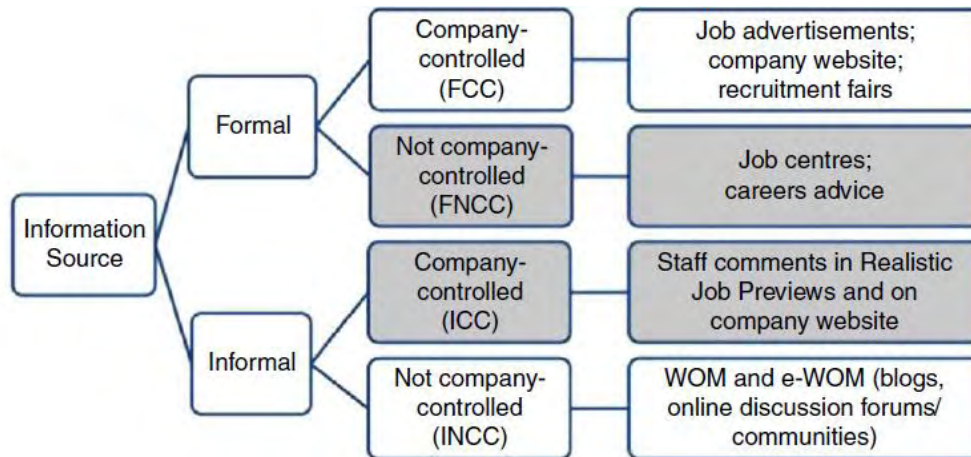 Company-
controlled
(FCC)
Job advertisements;
company website;
recruitment fairs
Formal
Not company-
controlled
(FNCC)
Job centres;
careers advice
Information
Source
Company-
controlled
(ICC)
Staff comments in Realistic
Job Previews and on
company website
Informal
Not company-
controlled
(INCC)
WOM and e-WOM (blogs,
online discussion forums/
communities)